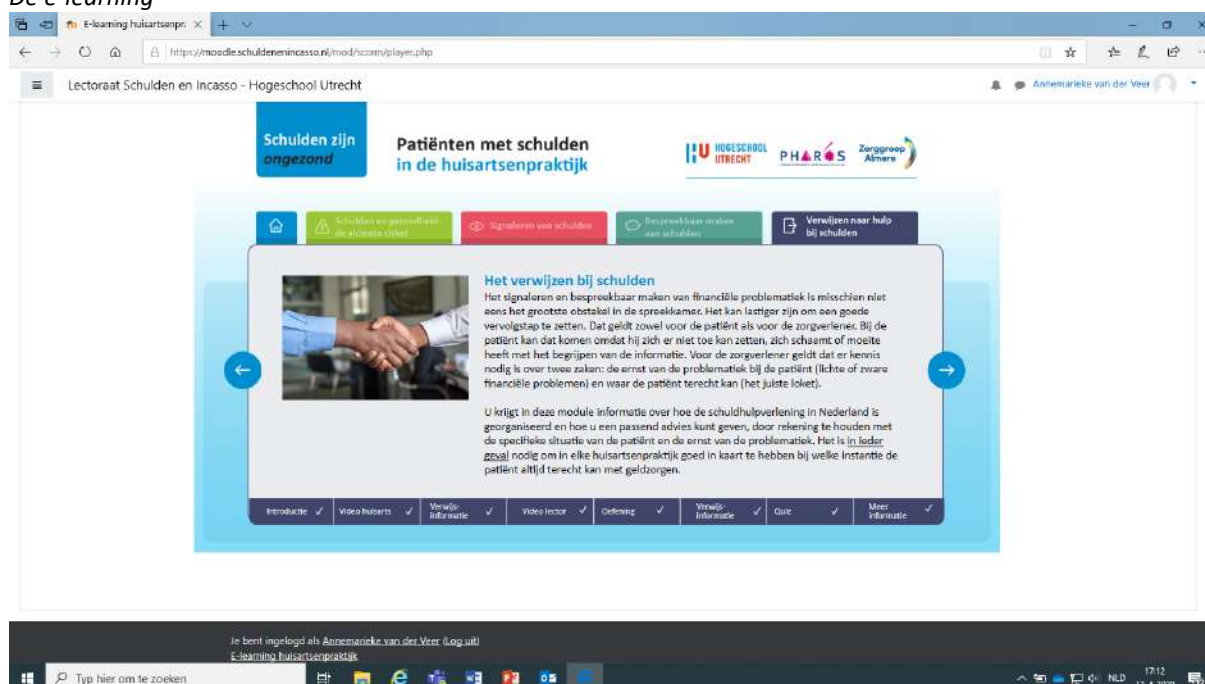 De e-learning
E-learning huisartsenpr
https://moodle.schuldenenincasso.nl/mod/scorm/player.php
Lectoraat Schulden en Incasso - Hogeschool Utrecht
Annemarieke van der Veer
Schulden zijn
ongezond
Patiënten met schulden
in de huisartsenpraktijk
HOGESCHOOL
UTRECHT
PHAROS
Zorggroep
Almere
Schulden en gezondheid:
de vicieuze cirkel
Signaleren van schulden
Bespreekbaar maken
van schulden
Verwijzen naar hulp
bij schulden
Het verwijzen bij schulden
Het signaleren en bespreekbaar maken van financiële problematiek is misschien niet
eens het grootste obstakel in de spreekkamer. Het kan lastiger zijn om een goede
vervolgstap te zetten. Dat geldt zowel voor de patiënt als voor de zorgverlener. Bij de
patiënt kan dat komen omdat hij zich er niet toe kan zetten, zich schaamt of moeite
heeft met het begrijpen van de informatie. Voor de zorgverlener geldt dat er kennis
nodig is over twee zaken: de ernst van de problematiek bij de patiënt (lichte of zware
financiële problemen) en waar de patiënt terecht kan (het juiste loket).
U krijgt in deze module informatie over hoe de schuldhulpverlening in Nederland is
georganiseerd en hoe u een passend advies kunt geven, door rekening te houden met
de specifieke situatie van de patiënt en de ernst van de problematiek. Het is in ieder
geval nodig om in elke huisartsenpraktijk goed in kaart te hebben bij welke instantie de
patiënt altijd terecht kan met geldzorgen.
Introductie
Video huisarts
Verwijs-
informatie
Video lector
Oefening
Verwijs-
informatie
Quiz
Meer
informatie
Je bent ingelogd als Annemarieke van der Veer (Log uit)
E-learning huisartsenpraktijk
Typ hier om te zoeken
NLD
17:12